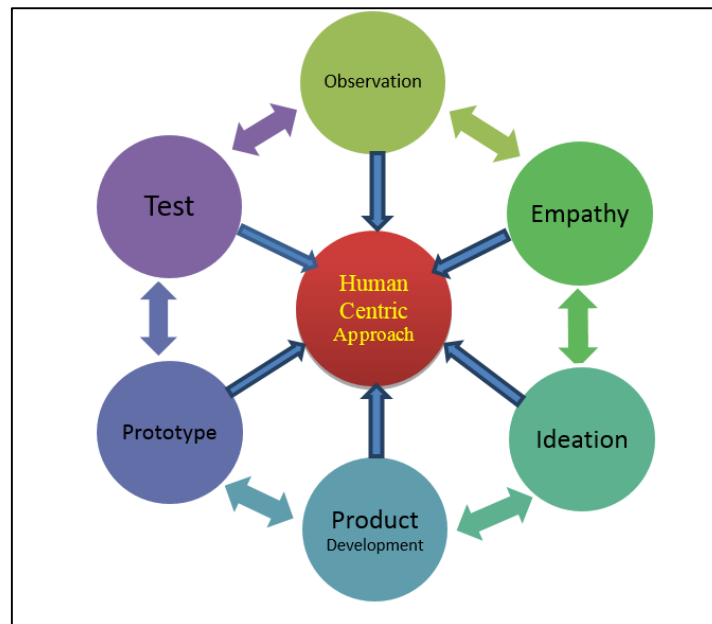 Observation
Empathy
Ideation
Product
Development
Prototype
Test
Human
Centric
Approach